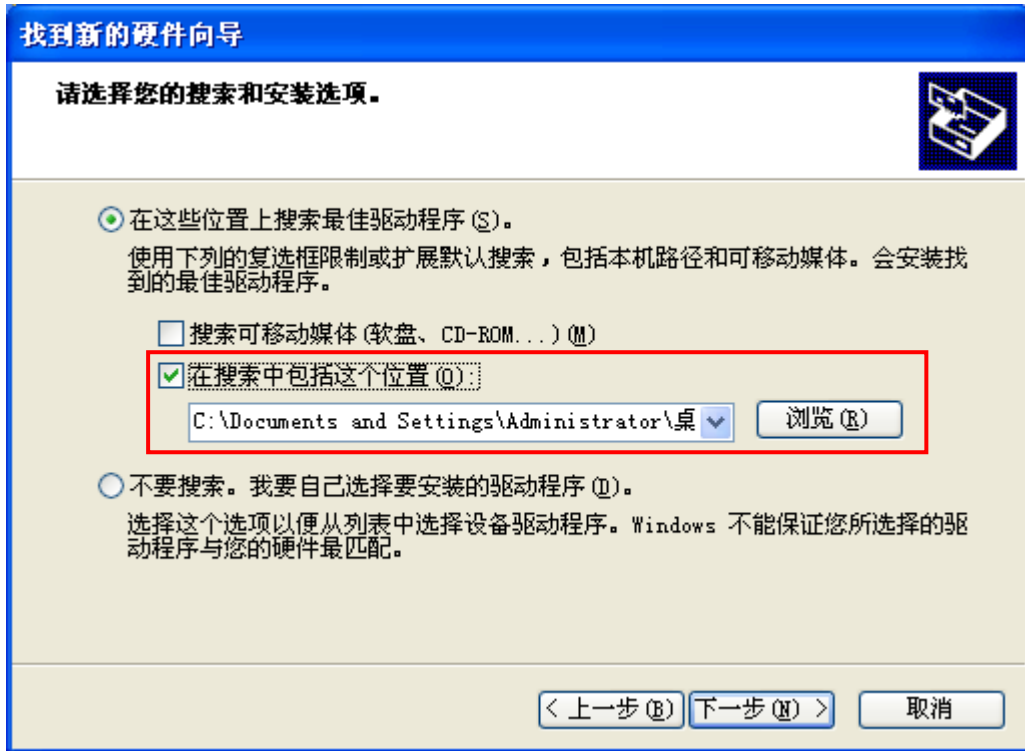 找到新的硬件向导
请选择您的搜索和安装选项。
在这些位置上搜索最佳驱动程序(S)。
使用下列的复选框限制或扩展默认搜索，包括本机路径和可移动媒体。会安装找
到的最佳驱动程序。
搜索可移动媒体(软盘、CD-ROM...)(M)
在搜索中包括这个位置(O):
C:\Documents and Settings\Administrator\桌
浏览(R)
不要搜索。我要自己选择要安装的驱动程序(D)。
选择这个选项以便从列表中选择设备驱动程序。Windows 不能保证您所选择的驱
动程序与您的硬件最匹配。
< 上一步(B) 下一步(N) > 取消